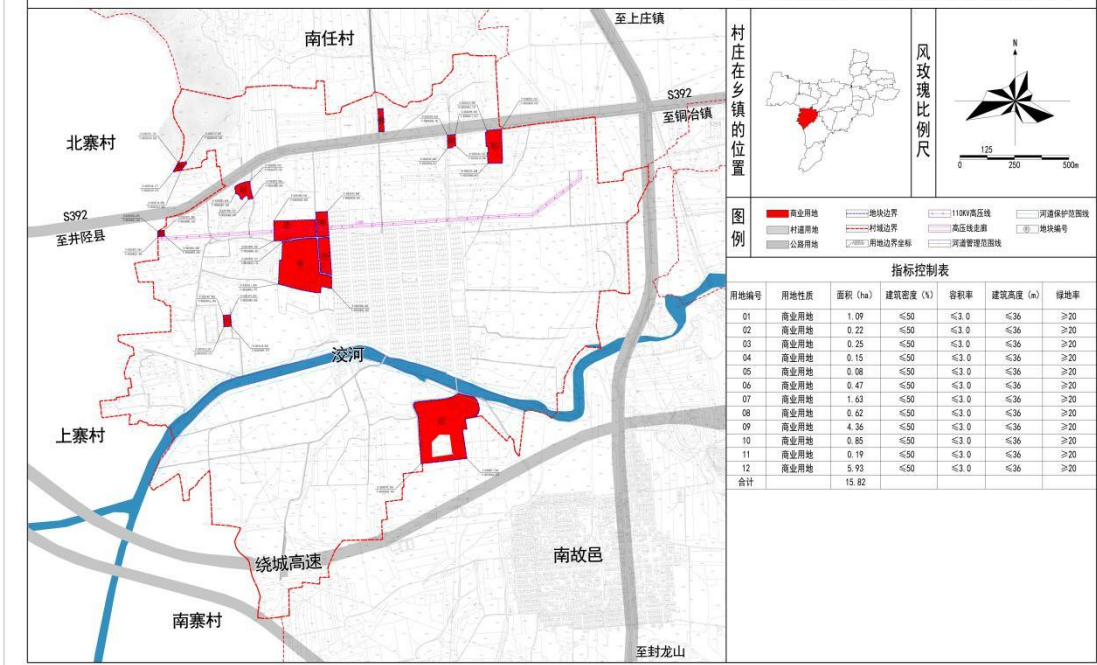 至上庄镇
南任村
S392
至铜冶镇
北寨村
S392
至井陉县
洨河
上寨村
绕城高速
南故邑
南寨村
至封龙山
村庄在乡镇的位置
风玫瑰比例尺
N
125
0 250 500m
图例
商业用地 地块边界 110KV高压线 河道保护范围线
村道用地 村域边界 高压线走廊 地块编号
公路用地 用地边界坐标 河道管理范围线
指标控制表
用地编号 用地性质 面积（ha） 建筑密度（%） 容积率 建筑高度（m） 绿地率
01 商业用地 1.09 ≤50 ≤3.0 ≤36 ≥20
02 商业用地 0.22 ≤50 ≤3.0 ≤36 ≥20
03 商业用地 0.25 ≤50 ≤3.0 ≤36 ≥20
04 商业用地 0.15 ≤50 ≤3.0 ≤36 ≥20
05 商业用地 0.08 ≤50 ≤3.0 ≤36 ≥20
06 商业用地 0.47 ≤50 ≤3.0 ≤36 ≥20
07 商业用地 1.63 ≤50 ≤3.0 ≤36 ≥20
08 商业用地 0.62 ≤50 ≤3.0 ≤36 ≥20
09 商业用地 4.36 ≤50 ≤3.0 ≤36 ≥20
10 商业用地 0.85 ≤50 ≤3.0 ≤36 ≥20
11 商业用地 0.19 ≤50 ≤3.0 ≤36 ≥20
12 商业用地 5.93 ≤50 ≤3.0 ≤36 ≥20
合计 15.82